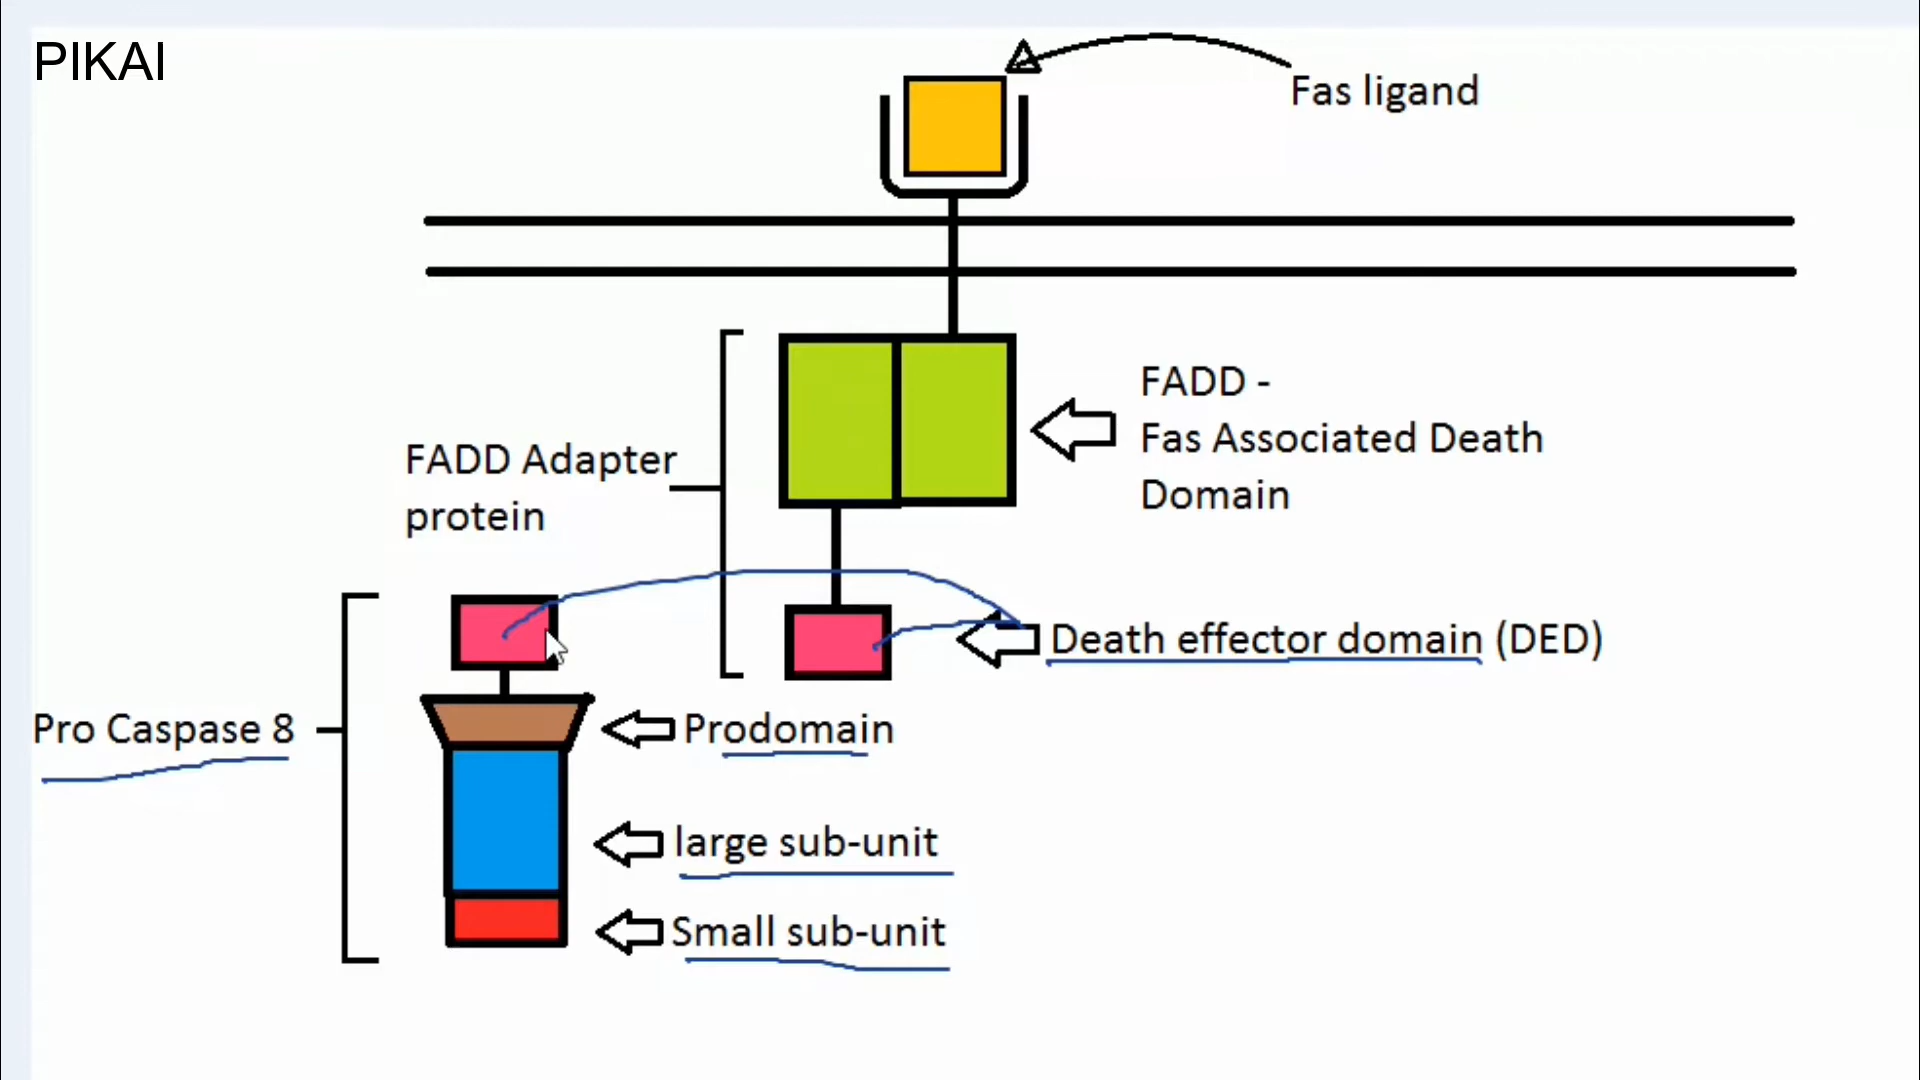 PIKAI
Fas ligand
FADD -
Fas Associated Death
Domain
FADD Adapter
protein
Death effector domain (DED)
Pro Caspase 8
Prodomain
large sub-unit
Small sub-unit